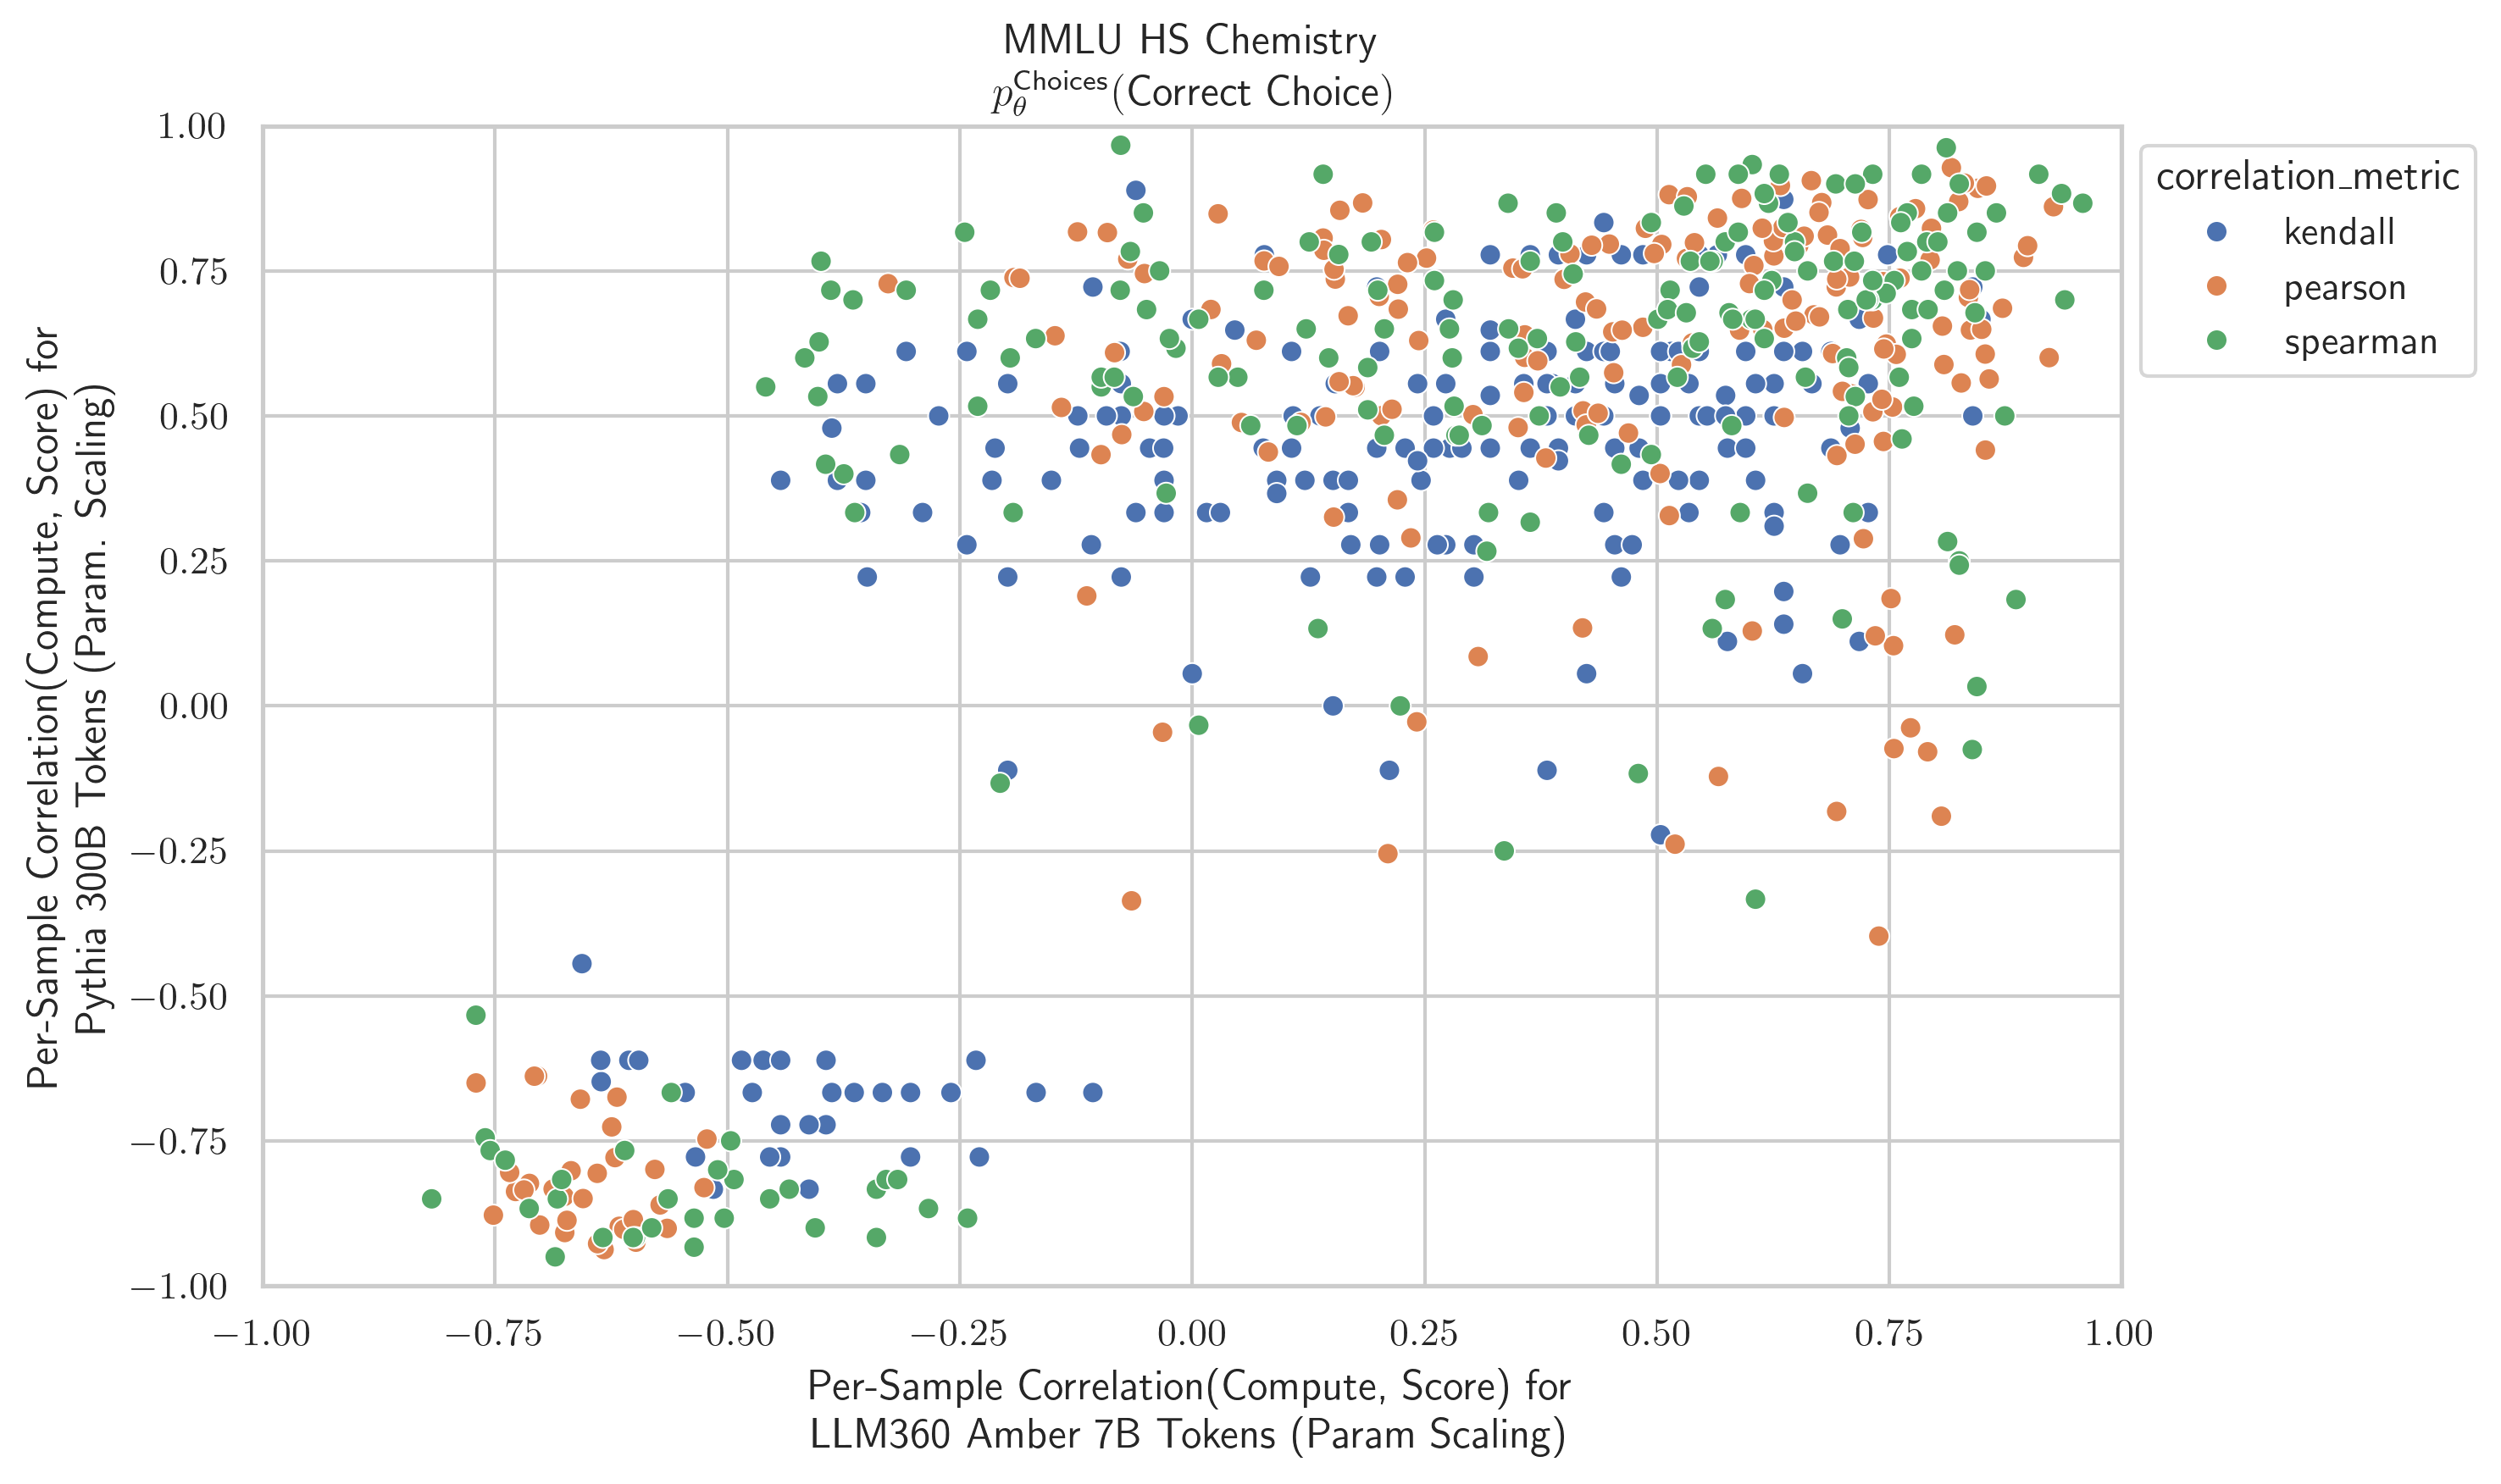 MMLU HS Chemistry
p_θ^Choices(Correct Choice)
1.00
0.75
0.50
0.25
0.00
−0.25
−0.50
−0.75
−1.00
Per-Sample Correlation(Compute, Score) for
Pythia 300B Tokens (Param. Scaling)
correlation_metric
kendall
pearson
spearman
−1.00 −0.75 −0.50 −0.25 0.00 0.25 0.50 0.75 1.00
Per-Sample Correlation(Compute, Score) for
LLM360 Amber 7B Tokens (Param Scaling)